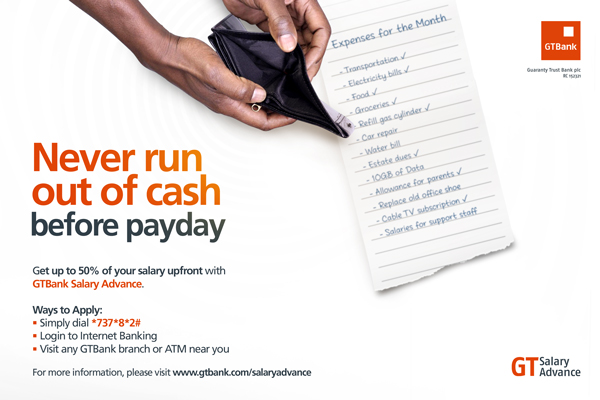 Expenses for the Month
- Transportation ✓
- Electricity bills ✓
- Food ✓
- Groceries ✓
- Refill gas cylinder ✓
- Car repair
- Water bill
- Estate dues ✓
- 10GB of Data
- Allowance for parents ✓
- Replace old office shoe
- Cable TV subscription ✓
- Salaries for support staff
GTBank
Guaranty Trust Bank plc
RC 152321
Never run
out of cash
before payday
Get up to 50% of your salary upfront with
GTBank Salary Advance.
Ways to Apply:
▪ Simply dial *737*8*2#
▪ Login to Internet Banking
▪ Visit any GTBank branch or ATM near you
For more information, please visit www.gtbank.com/salaryadvance
GT Salary
Advance